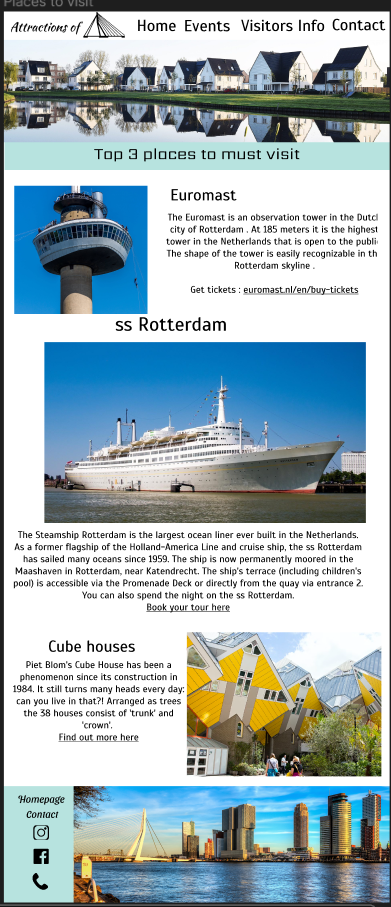 Places to visit
Attractions of
Home Events Visitors Info Contact
Top 3 places to must visit
Euromast
The Euromast is an observation tower in the Dutch
city of Rotterdam . At 185 meters it is the highest
tower in the Netherlands that is open to the publi
The shape of the tower is easily recognizable in th
Rotterdam skyline .
Get tickets : euromast.nl/en/buy-tickets
ss Rotterdam
The Steamship Rotterdam is the largest ocean liner ever built in the Netherlands.
As a former flagship of the Holland-America Line and cruise ship, the ss Rotterdam
has sailed many oceans since 1959. The ship is now permanently moored in the
Maashaven in Rotterdam, near Katendrecht. The ship's terrace (including children's
pool) is accessible via the Promenade Deck or directly from the quay via entrance 2.
You can also spend the night on the ss Rotterdam.
Book your tour here
Cube houses
Piet Blom's Cube House has been a
phenomenon since its construction in
1984. It still turns many heads every day:
can you live in that?! Arranged as trees
the 38 houses consist of 'trunk' and
'crown'.
Find out more here
Homepage
Contact